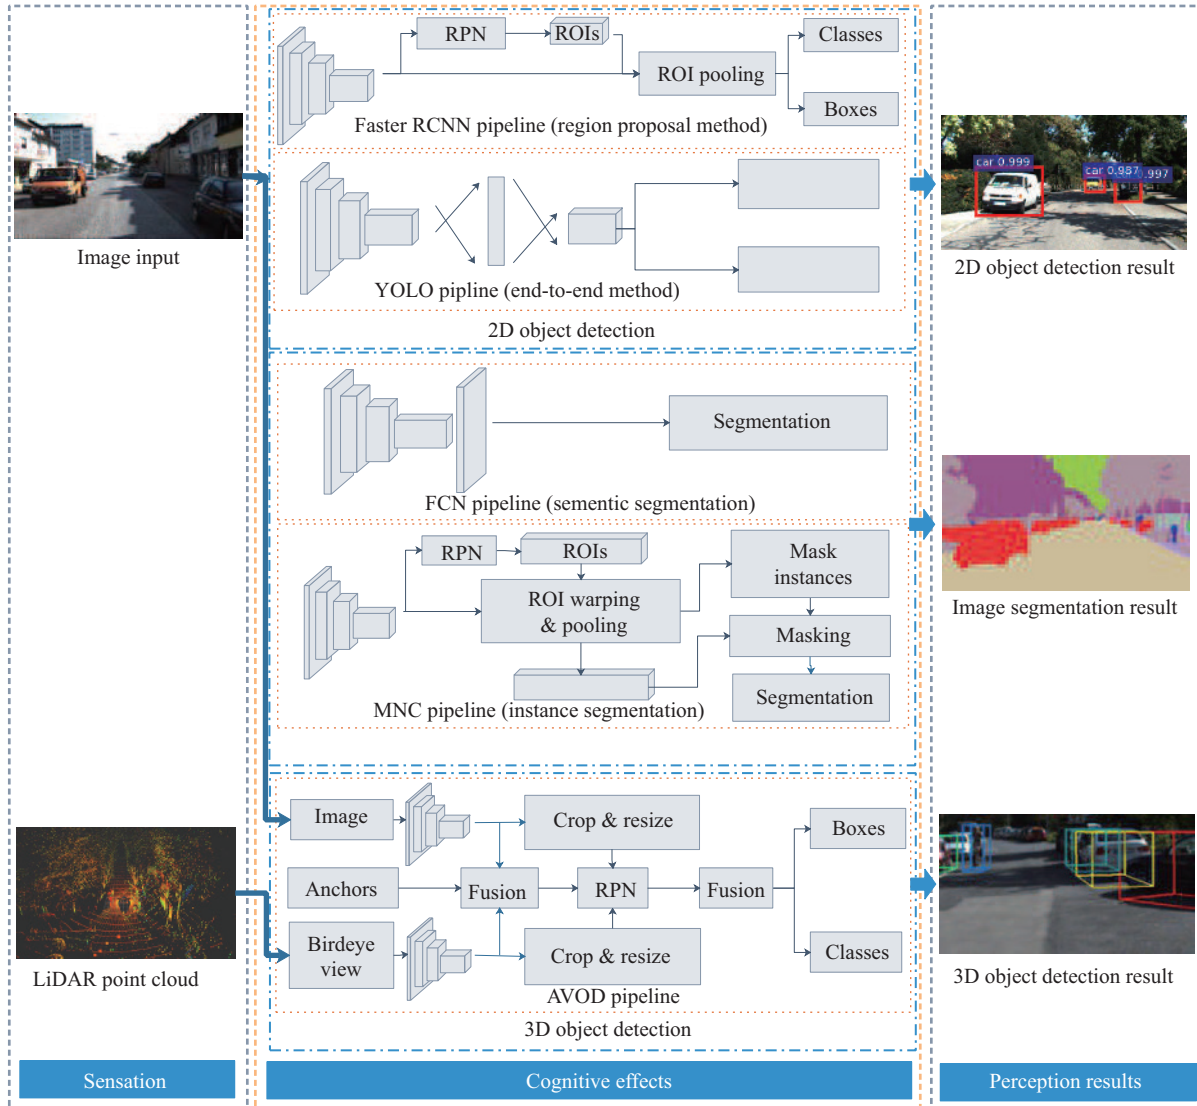 Image input
LiDAR point cloud
Sensation
RPN
ROIs
ROI pooling
Classes
Boxes
Faster RCNN pipeline (region proposal method)
YOLO pipline (end-to-end method)
2D object detection
Segmentation
FCN pipeline (sementic segmentation)
RPN
ROIs
ROI warping
& pooling
Mask
instances
Masking
Segmentation
MNC pipeline (instance segmentation)
Image
Crop & resize
Boxes
Anchors
Fusion
RPN
Fusion
Birdeye
view
Crop & resize
Classes
AVOD pipeline
3D object detection
Cognitive effects
car 0.999
car 0.987
0.997
2D object detection result
Image segmentation result
3D object detection result
Perception results